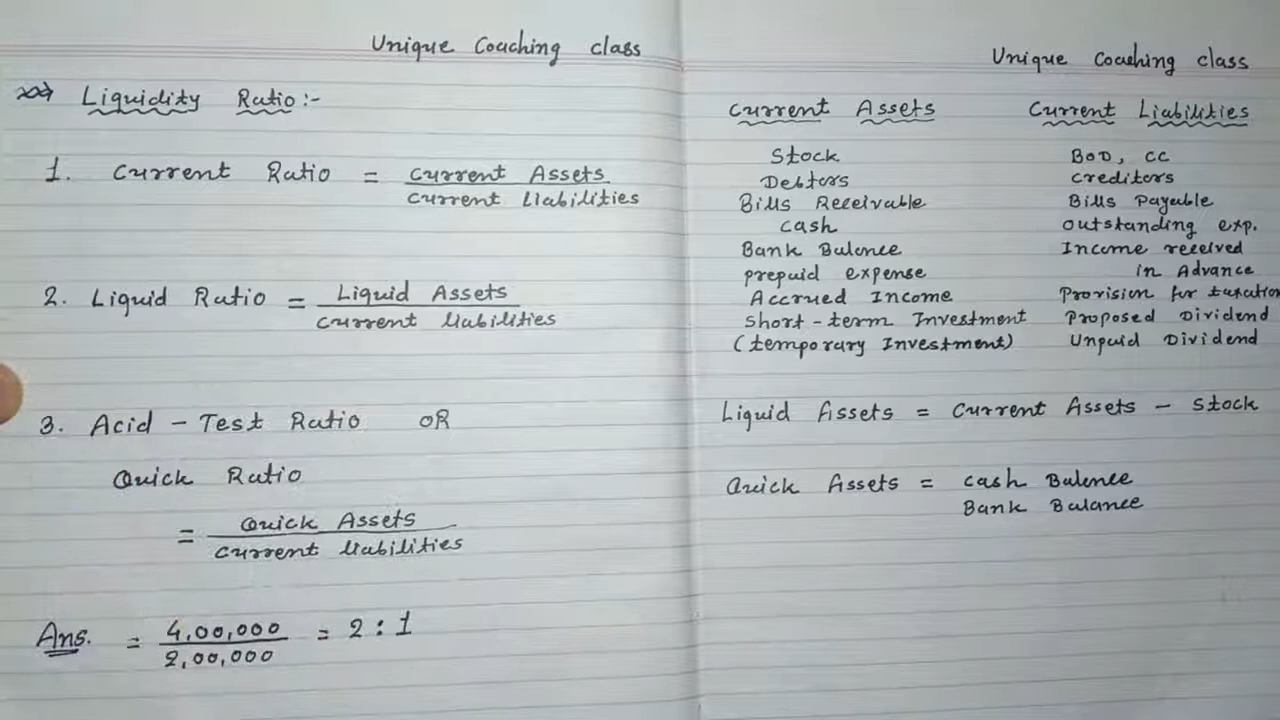 Unique Coaching class
Liquidity Ratio :-
1. Current Ratio = Current Assets
Current Liabilities
2. Liquid Ratio = Liquid Assets
Current Liabilities
3. Acid - Test Ratio OR
Quick Ratio
= Quick Assets
Current Liabilities
Ans. = 4,00,000 = 2 : 1
2,00,000
Unique Coaching class
Current Assets
Stock
Debtors
Bills Receivable
Cash
Bank Balance
prepaid expense
Accrued Income
Short - term Investment
(temporary Investment)
Current Liabilities
BOD, CC
Creditors
Bills Payable
Outstanding exp.
Income received
in Advance
Provision for taxation
Proposed Dividend
Unpaid Dividend
Liquid Assets = Current Assets - Stock
Quick Assets = Cash Balance
Bank Balance